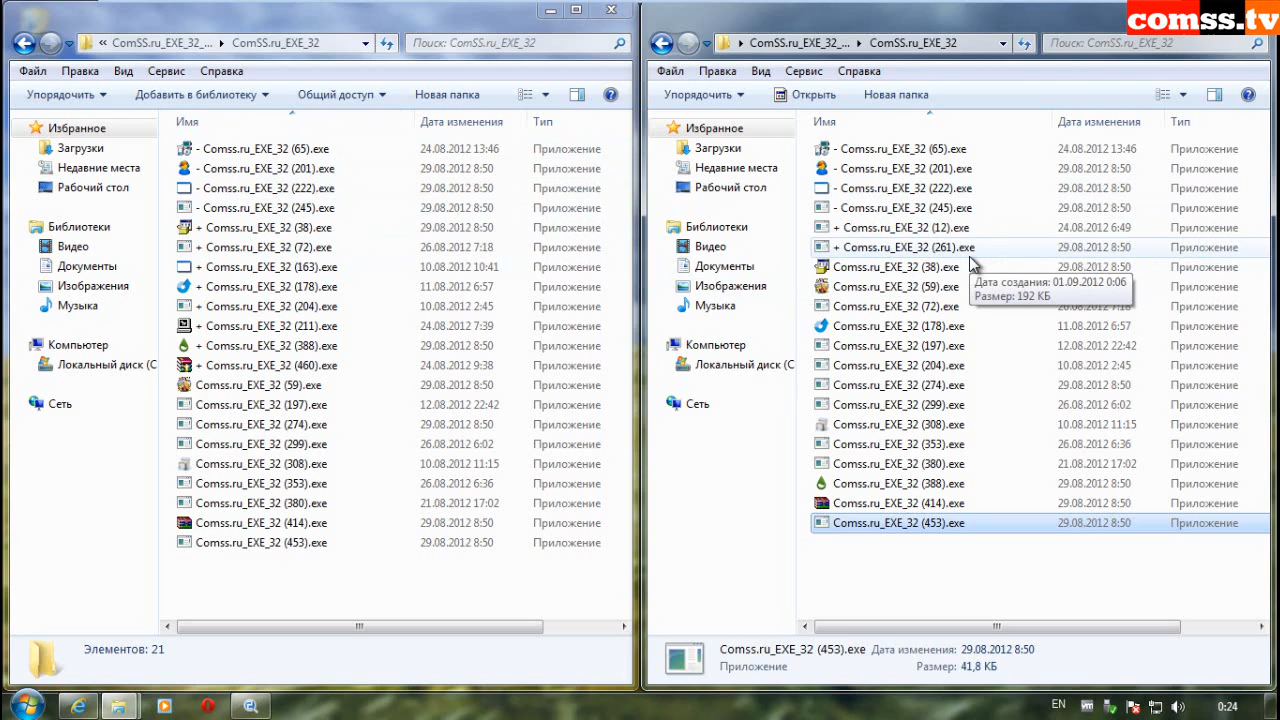 comss.tv
« ComSS.ru_EXE_32_... ▸ ComSS.ru_EXE_32
Поиск: ComSS.ru_EXE_32
Файл Правка Вид Сервис Справка
Упорядочить Добавить в библиотеку Общий доступ Новая папка
Имя Дата изменения Тип
Избранное
Загрузки
Недавние места
Рабочий стол
Библиотеки
Видео
Документы
Изображения
Музыка
Компьютер
Локальный диск (C
Сеть
- Comss.ru_EXE_32 (65).exe 24.08.2012 13:46 Приложение
- Comss.ru_EXE_32 (201).exe 29.08.2012 8:50 Приложение
- Comss.ru_EXE_32 (222).exe 29.08.2012 8:50 Приложение
- Comss.ru_EXE_32 (245).exe 29.08.2012 8:50 Приложение
+ Comss.ru_EXE_32 (38).exe 29.08.2012 8:50 Приложение
+ Comss.ru_EXE_32 (72).exe 26.08.2012 7:18 Приложение
+ Comss.ru_EXE_32 (163).exe 10.08.2012 10:41 Приложение
+ Comss.ru_EXE_32 (178).exe 11.08.2012 6:57 Приложение
+ Comss.ru_EXE_32 (204).exe 10.08.2012 2:45 Приложение
+ Comss.ru_EXE_32 (211).exe 24.08.2012 7:39 Приложение
+ Comss.ru_EXE_32 (388).exe 29.08.2012 8:50 Приложение
+ Comss.ru_EXE_32 (460).exe 24.08.2012 9:38 Приложение
Comss.ru_EXE_32 (59).exe 29.08.2012 8:50 Приложение
Comss.ru_EXE_32 (197).exe 12.08.2012 22:42 Приложение
Comss.ru_EXE_32 (274).exe 29.08.2012 8:50 Приложение
Comss.ru_EXE_32 (299).exe 26.08.2012 6:02 Приложение
Comss.ru_EXE_32 (308).exe 10.08.2012 11:15 Приложение
Comss.ru_EXE_32 (353).exe 26.08.2012 6:36 Приложение
Comss.ru_EXE_32 (380).exe 21.08.2012 17:02 Приложение
Comss.ru_EXE_32 (414).exe 29.08.2012 8:50 Приложение
Comss.ru_EXE_32 (453).exe 29.08.2012 8:50 Приложение
Элементов: 21
▸ ComSS.ru_EXE_32_... ▸ ComSS.ru_EXE_32
Поиск: ComSS.ru_EXE_32
Файл Правка Вид Сервис Справка
Упорядочить Открыть Новая папка
Имя Дата изменения Тип
Избранное
Загрузки
Недавние места
Рабочий стол
Библиотеки
Видео
Документы
Изображения
Музыка
Компьютер
Локальный диск (C
Сеть
- Comss.ru_EXE_32 (65).exe 24.08.2012 13:46 Приложение
- Comss.ru_EXE_32 (201).exe 29.08.2012 8:50 Приложение
- Comss.ru_EXE_32 (222).exe 29.08.2012 8:50 Приложение
- Comss.ru_EXE_32 (245).exe 29.08.2012 8:50 Приложение
+ Comss.ru_EXE_32 (12).exe 24.08.2012 6:49 Приложение
+ Comss.ru_EXE_32 (261).exe 29.08.2012 8:50 Приложение
Comss.ru_EXE_32 (38).exe 29.08.2012 8:50 Приложение
Comss.ru_EXE_32 (59).exe Приложение
Comss.ru_EXE_32 (72).exe Приложение
Comss.ru_EXE_32 (178).exe 11.08.2012 6:57 Приложение
Comss.ru_EXE_32 (197).exe 12.08.2012 22:42 Приложение
Comss.ru_EXE_32 (204).exe 10.08.2012 2:45 Приложение
Comss.ru_EXE_32 (274).exe 29.08.2012 8:50 Приложение
Comss.ru_EXE_32 (299).exe 26.08.2012 6:02 Приложение
Comss.ru_EXE_32 (308).exe 10.08.2012 11:15 Приложение
Comss.ru_EXE_32 (353).exe 26.08.2012 6:36 Приложение
Comss.ru_EXE_32 (380).exe 21.08.2012 17:02 Приложение
Comss.ru_EXE_32 (388).exe 29.08.2012 8:50 Приложение
Comss.ru_EXE_32 (414).exe 29.08.2012 8:50 Приложение
Comss.ru_EXE_32 (453).exe 29.08.2012 8:50 Приложение
Дата создания: 01.09.2012 0:06
Размер: 192 КБ
Comss.ru_EXE_32 (453).exe Дата изменения: 29.08.2012 8:50
Приложение Размер: 41,8 КБ
EN 0:24